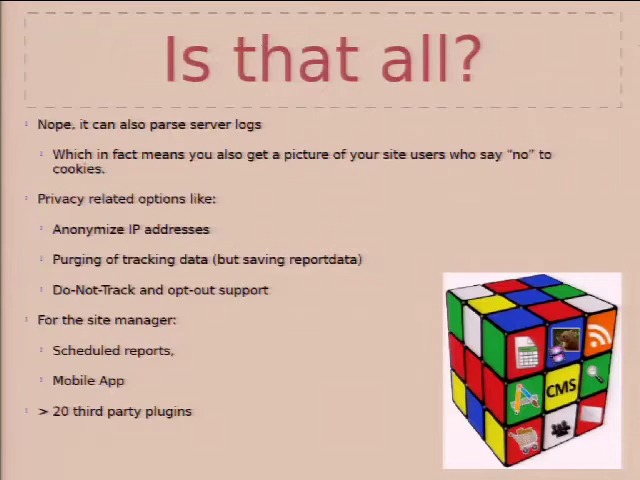 Is that all?
Nope, it can also parse server logs
Which in fact means you also get a picture of your site users who say “no” to
cookies.
Privacy related options like:
Anonymize IP addresses
Purging of tracking data (but saving reportdata)
Do-Not-Track and opt-out support
For the site manager:
Scheduled reports,
Mobile App
> 20 third party plugins
CMS